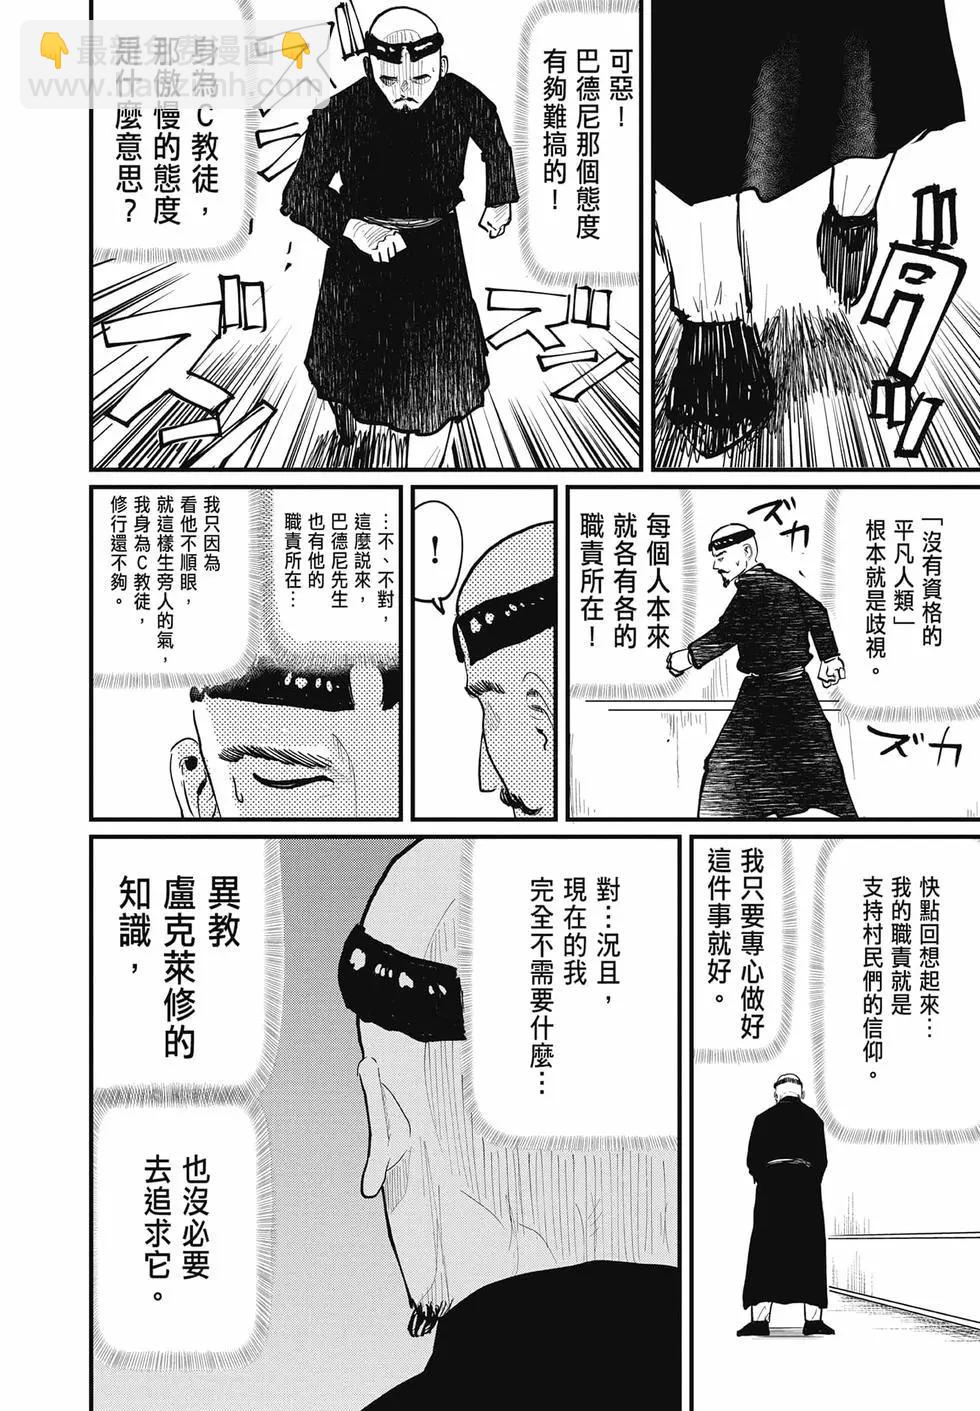 ズ
ガ
可惡！
巴德尼那個態度
有夠難搞的！
身為C教徒，
那傲慢的態度
是什麼意思？
最新免費漫畫
baozimh.com
「沒有資格的
平凡人類」
根本就是歧視。
ズカ
ズカ
每個人本來
就各有各的
職責所在！
！
…不、不對，
這麼說來，
巴德尼先生
也有他的
職責所在…
我只因為
看他不順眼，
就這樣生旁人的氣，
我身為C教徒，
修行還不夠。
快點回想起來…
我的職責就是
支持村民們的信仰。
我只要專心做好
這件事就好。
對…況且，
現在的我
完全不需要什麼…
異教
盧克萊修的
知識，
也沒必要
去追求它。